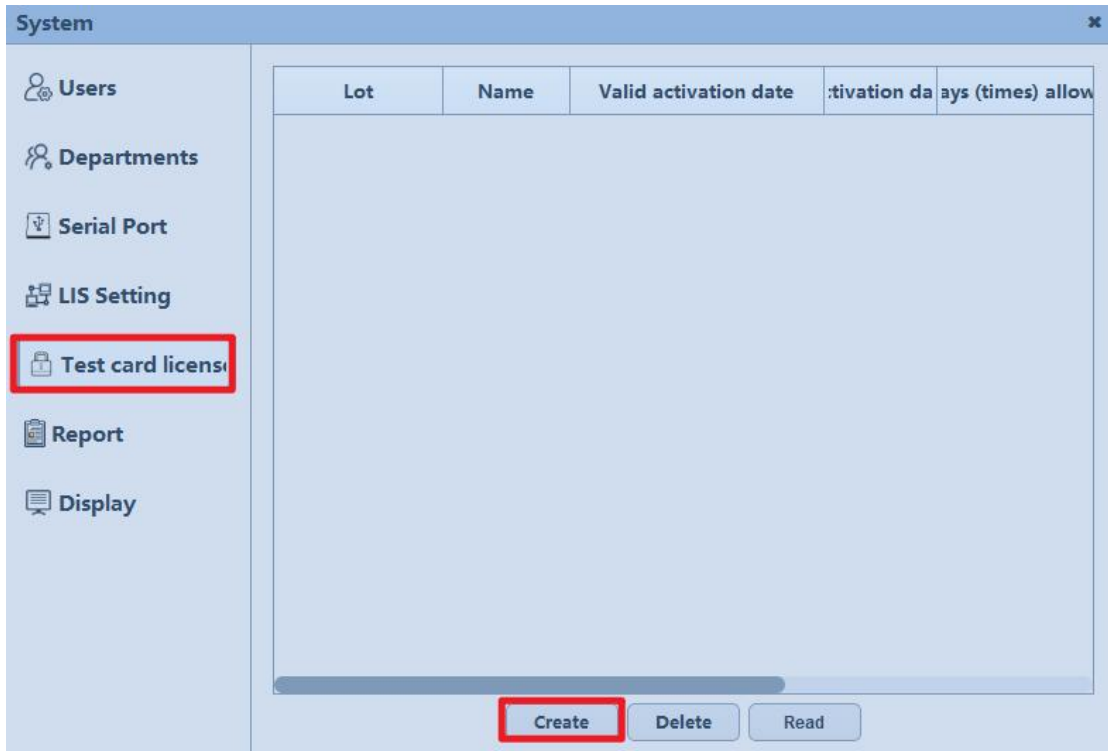 System
Users
Departments
Serial Port
LIS Setting
Test card licens
Report
Display
Lot Name Valid activation date tivation da ays (times) allow
Create Delete Read